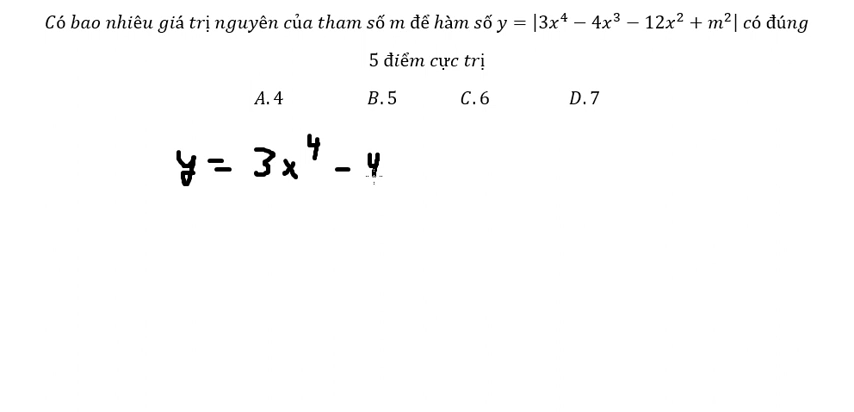 Có bao nhiêu giá trị nguyên của tham số m để hàm số y = |3x⁴ − 4x³ − 12x² + m²| có đúng
5 điểm cực trị
A. 4 B. 5 C. 6 D. 7
y = 3x⁴ - 4